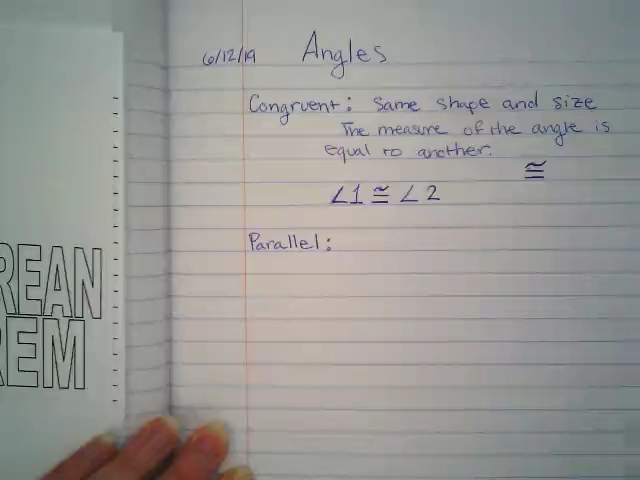 6/12/19 Angles
Congruent: Same shape and size
The measure of the angle is
equal to another.
≅
∠1 ≅ ∠2
Parallel:
REAN
REM